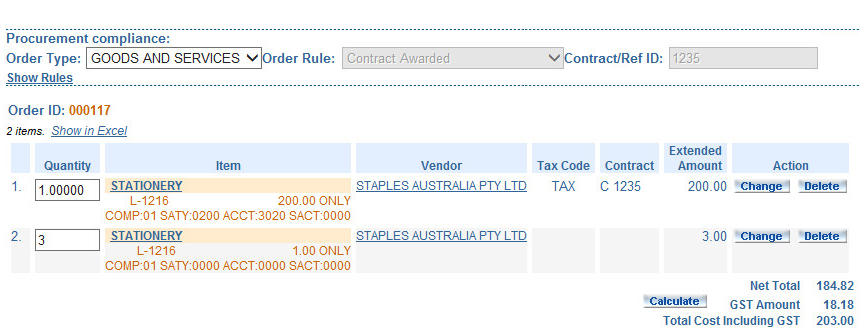 Procurement compliance:
Order Type: GOODS AND SERVICES Order Rule: Contract Awarded Contract/Ref ID: 1235
Show Rules
Order ID: 000117
2 items. Show in Excel
Quantity Item Vendor Tax Code Contract Extended Amount Action
1. 1.00000 STATIONERY STAPLES AUSTRALIA PTY LTD TAX C 1235 200.00 Change Delete
L-1216 200.00 ONLY
COMP:01 SATY:0200 ACCT:3020 SACT:0000
2. 3 STATIONERY STAPLES AUSTRALIA PTY LTD 3.00 Change Delete
L-1216 1.00 ONLY
COMP:01 SATY:0000 ACCT:0000 SACT:0000
Net Total 184.82
Calculate GST Amount 18.18
Total Cost Including GST 203.00